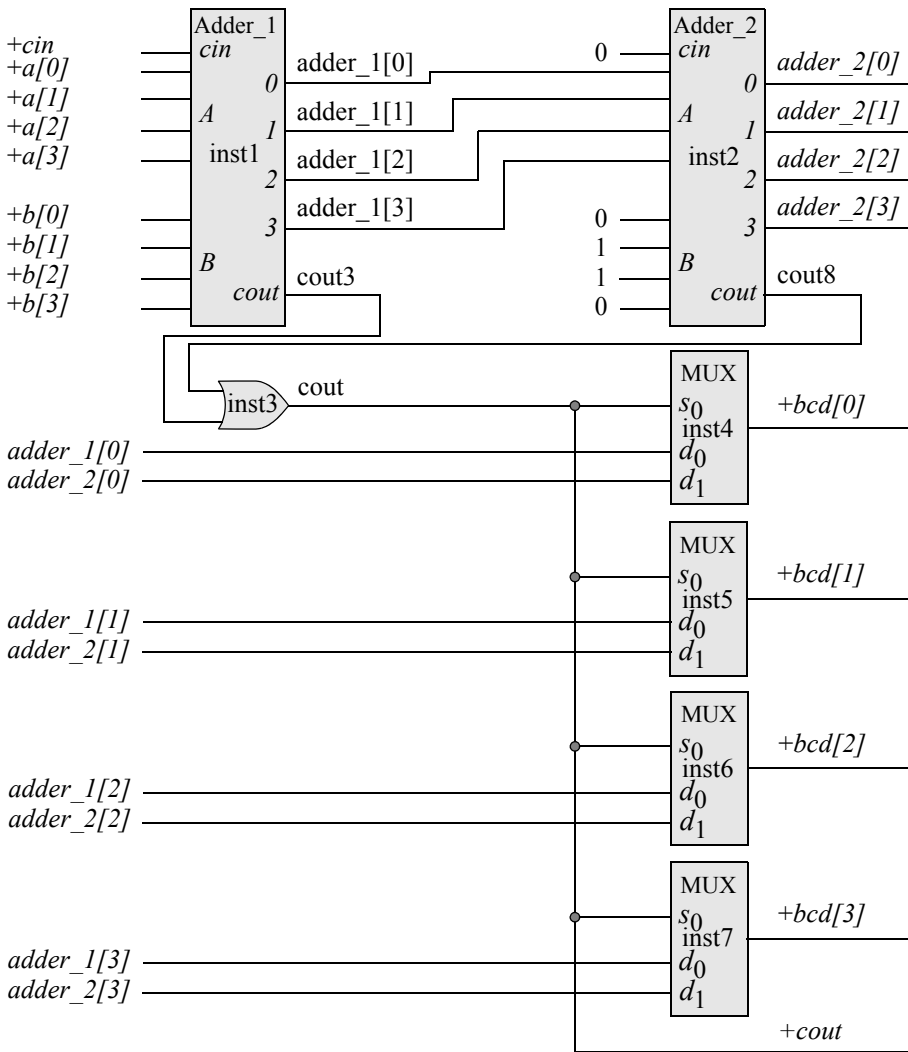 Adder_1
+cin
cin
+a[0]
+a[1]
+a[2]
+a[3]
A
inst1
+b[0]
+b[1]
+b[2]
+b[3]
B
cout
0
1
2
3
adder_1[0]
adder_1[1]
adder_1[2]
adder_1[3]
cout3
Adder_2
0
cin
A
inst2
0
1
1
0
B
cout
0
1
2
3
adder_2[0]
adder_2[1]
adder_2[2]
adder_2[3]
cout8
inst3
cout
MUX
s0
inst4
d0
d1
+bcd[0]
adder_1[0]
adder_2[0]
MUX
s0
inst5
d0
d1
+bcd[1]
adder_1[1]
adder_2[1]
MUX
s0
inst6
d0
d1
+bcd[2]
adder_1[2]
adder_2[2]
MUX
s0
inst7
d0
d1
+bcd[3]
adder_1[3]
adder_2[3]
+cout